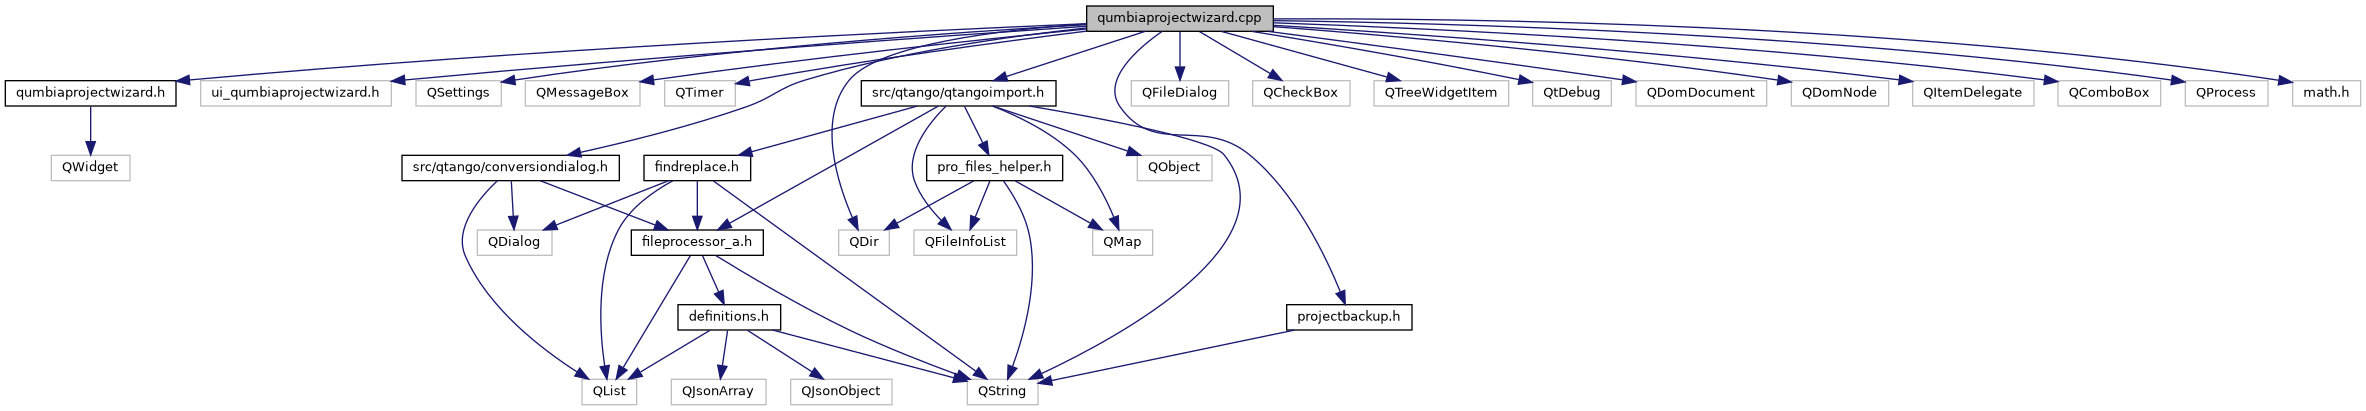 qumbiaprojectwizard.cpp
qumbiaprojectwizard.h
ui_qumbiaprojectwizard.h
QSettings
QMessageBox
QTimer
src/qtango/qtangoimport.h
QFileDialog
QCheckBox
QTreeWidgetItem
QtDebug
QDomDocument
QDomNode
QItemDelegate
QComboBox
QProcess
math.h
QWidget
src/qtango/conversiondialog.h
findreplace.h
pro_files_helper.h
QObject
QDialog
fileprocessor_a.h
QDir
QFileInfoList
QMap
definitions.h
projectbackup.h
QList
QJsonArray
QJsonObject
QString